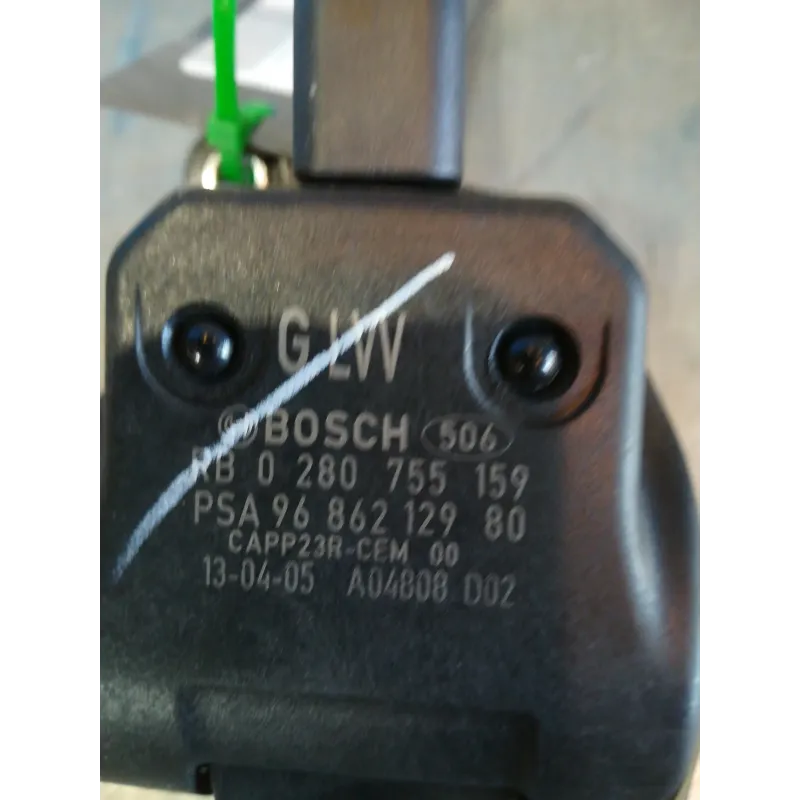 G LVV
BOSCH 506
RB 0 280 755 159
PSA 96 862 129 80
CAPP23R-CEM 00
13-04-05 A04808 D02